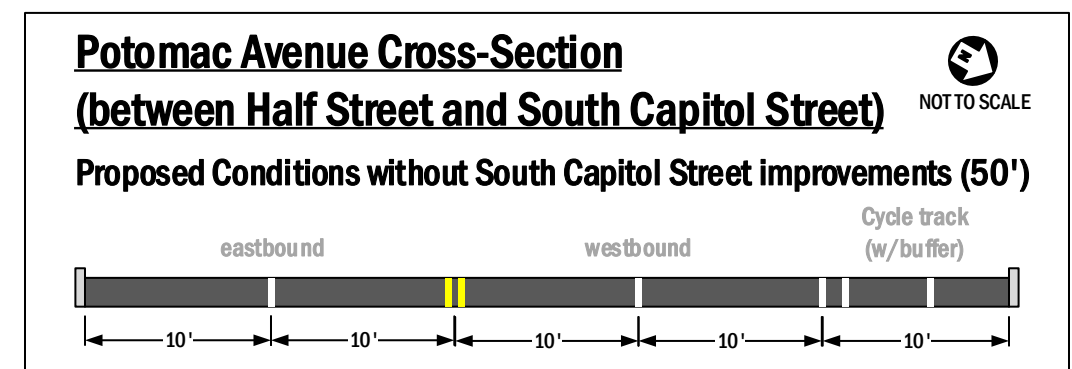 Potomac Avenue Cross-Section
(between Half Street and South Capitol Street)
N
NOT TO SCALE
Proposed Conditions without South Capitol Street improvements (50')
eastbound
westbound
Cycle track
(w/buffer)
10' 10' 10' 10' 10'